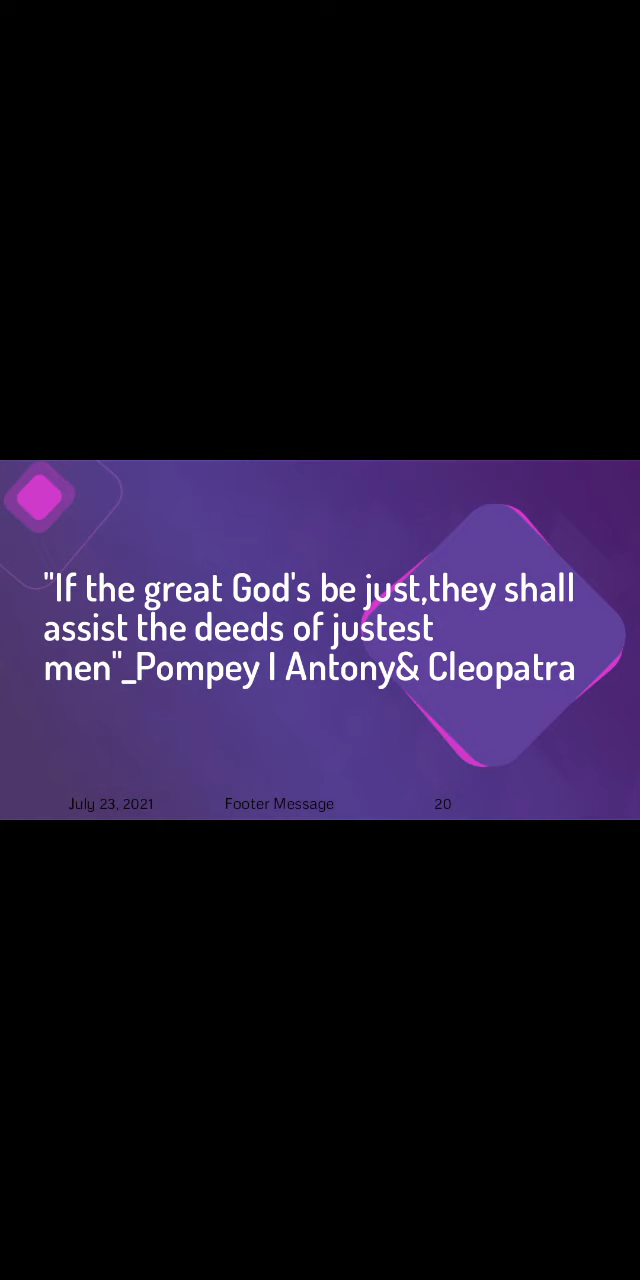 "If the great God's be just,they shall
assist the deeds of justest
men"_Pompey I Antony& Cleopatra
July 23, 2021
Footer Message
20